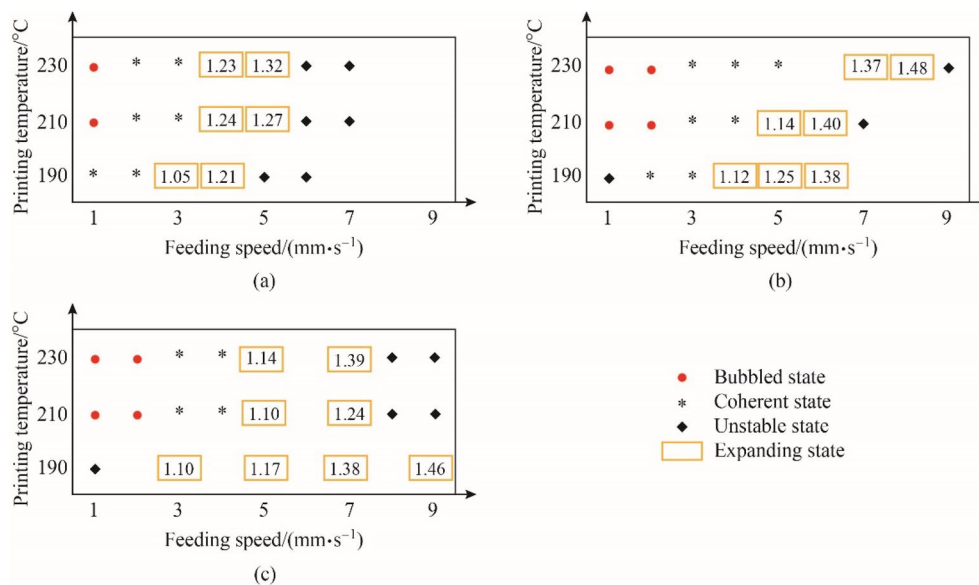 Printing temperature/°C
230
1.23 1.32
210
1.24 1.27
190
1.05 1.21
1 3 5 7 9
Feeding speed/(mm•s⁻¹)
(a)
Printing temperature/°C
230
1.37 1.48
210
1.14 1.40
190
1.12 1.25 1.38
1 3 5 7 9
Feeding speed/(mm•s⁻¹)
(b)
Printing temperature/°C
230
1.14 1.39
210
1.10 1.24
190
1.10 1.17 1.38 1.46
1 3 5 7 9
Feeding speed/(mm•s⁻¹)
(c)
Bubbled state
* Coherent state
Unstable state
Expanding state